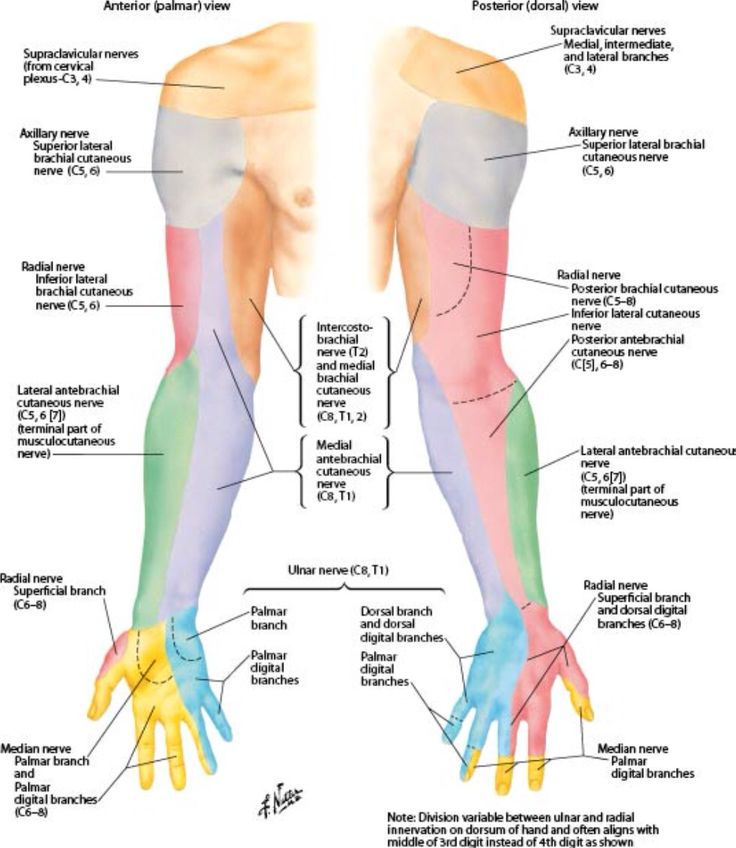 Anterior (palmar) view
Posterior (dorsal) view
Supraclavicular nerves
(from cervical
plexus-C3, 4)
Supraclavicular nerves
Medial, intermediate,
and lateral branches
(C3, 4)
Axillary nerve
Superior lateral
brachial cutaneous
nerve (C5, 6)
Axillary nerve
Superior lateral brachial
cutaneous nerve
(C5, 6)
Radial nerve
Inferior lateral
brachial cutaneous
nerve (C5, 6)
Radial nerve
Posterior brachial cutaneous
nerve (C5–8)
Inferior lateral cutaneous
nerve
Posterior antebrachial
cutaneous nerve
(C[5], 6–8)
Intercosto-
brachial
nerve (T2)
and medial
brachial
cutaneous
nerve
(C8, T1, 2)
Lateral antebrachial
cutaneous nerve
(C5, 6 [7])
(terminal part of
musculocutaneous
nerve)
Medial
antebrachial
cutaneous
nerve
(C8, T1)
Lateral antebrachial cutaneous
nerve
(C5, 6[7])
(terminal part of
musculocutaneous
nerve)
Ulnar nerve (C8, T1)
Radial nerve
Superficial branch
(C6–8)
Palmar
branch
Palmar
digital
branches
Dorsal branch
and dorsal
digital branches
Palmar
digital
branches
Radial nerve
Superficial branch
and dorsal digital
branches (C6–8)
Median nerve
Palmar branch
and
Palmar
digital branches
(C6–8)
Median nerve
Palmar
digital branches
F. Netter
Note: Division variable between ulnar and radial
innervation on dorsum of hand and often aligns with
middle of 3rd digit instead of 4th digit as shown